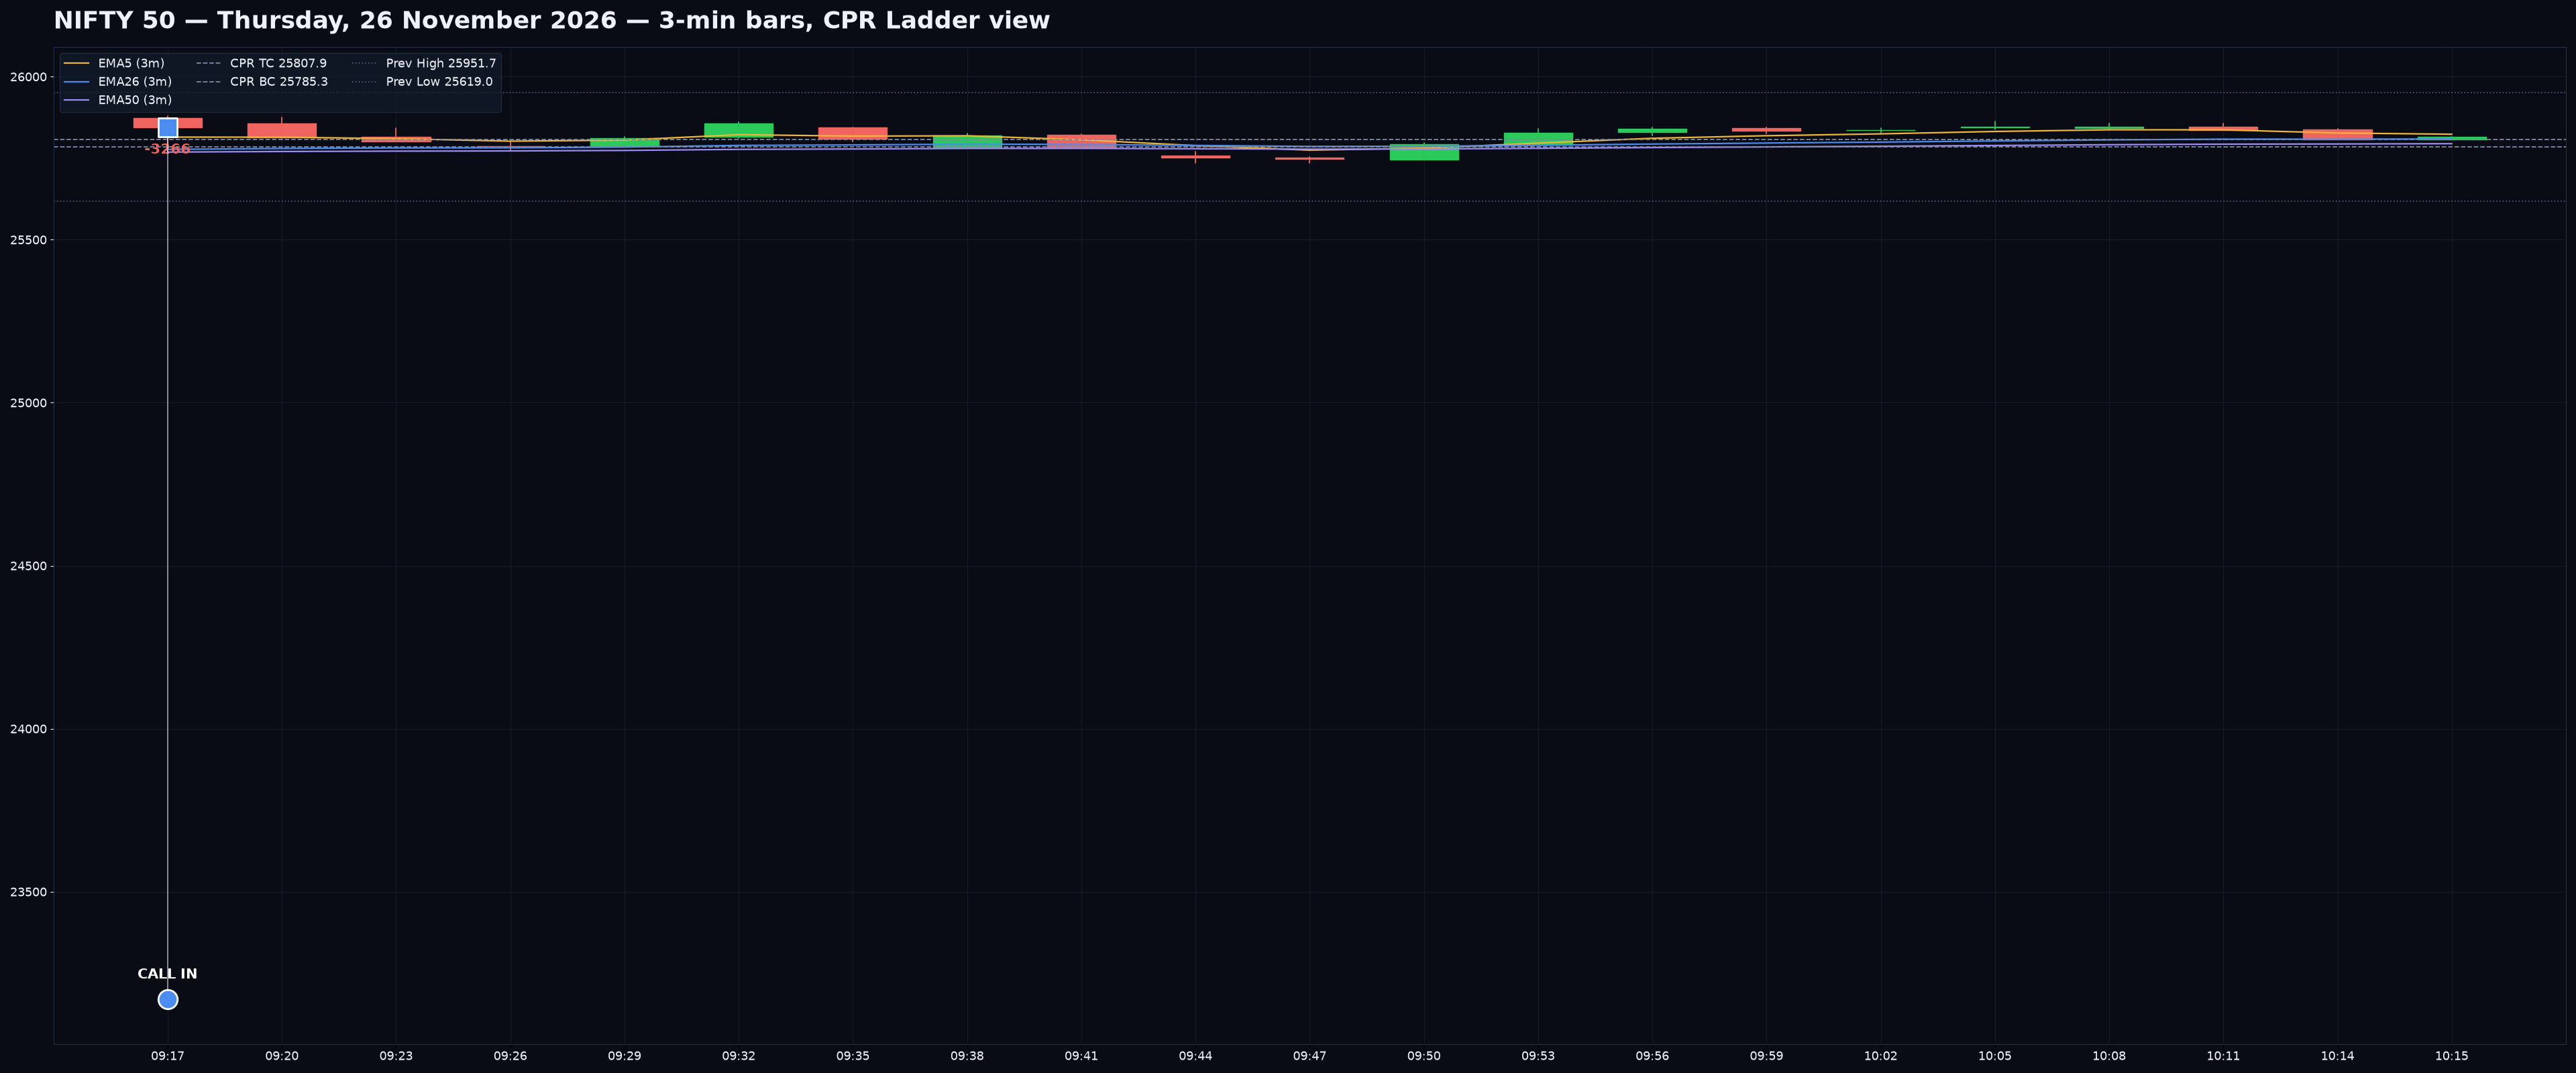 NIFTY 50 — Thursday, 26 November 2026 — 3-min bars, CPR Ladder view
EMA5 (3m)
EMA26 (3m)
EMA50 (3m)
CPR TC 25807.9
CPR BC 25785.3
Prev High 25951.7
Prev Low 25619.0
26000
25500
25000
24500
24000
23500
-3266
CALL IN
09:17 09:20 09:23 09:26 09:29 09:32 09:35 09:38 09:41 09:44 09:47 09:50 09:53 09:56 09:59 10:02 10:05 10:08 10:11 10:14 10:15